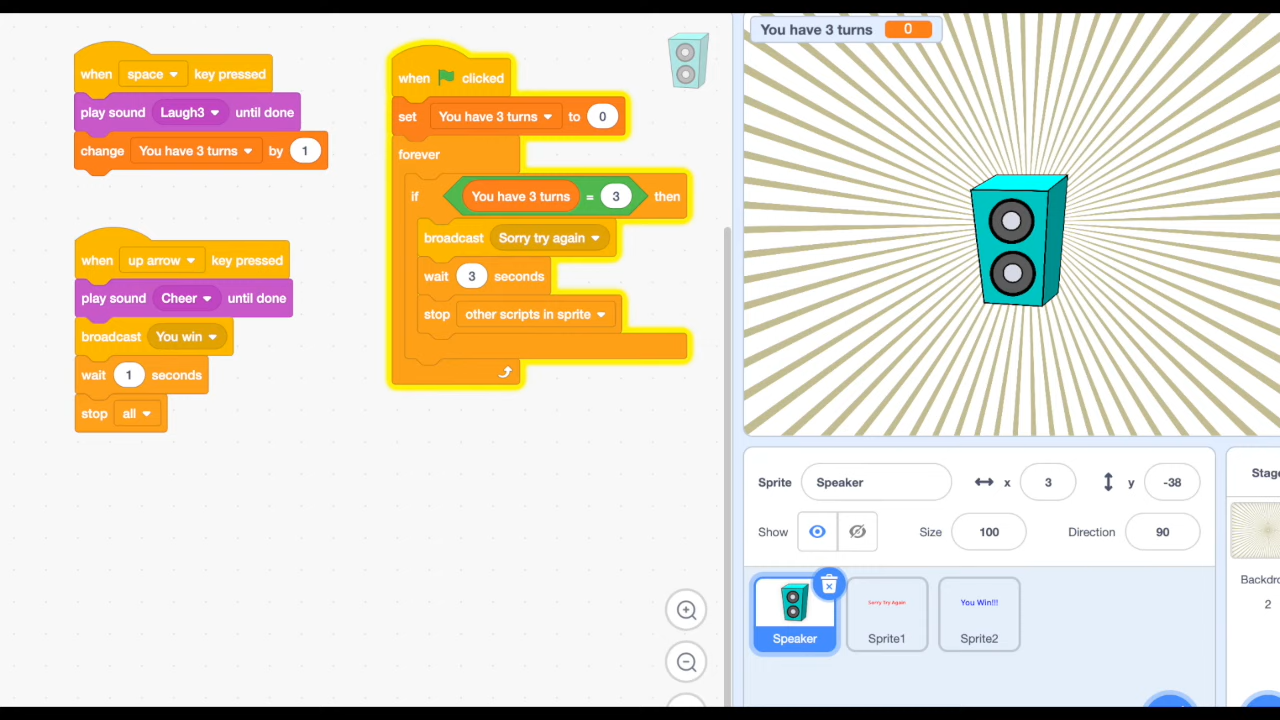 when space key pressed
play sound Laugh3 until done
change You have 3 turns by 1
when up arrow key pressed
play sound Cheer until done
broadcast You win
wait 1 seconds
stop all
when clicked
set You have 3 turns to 0
forever
if You have 3 turns = 3 then
broadcast Sorry try again
wait 3 seconds
stop other scripts in sprite
You have 3 turns 0
Sprite Speaker x 3 y -38
Show Size 100 Direction 90
Speaker
Sorry try Again
Sprite1
You Win!!!
Sprite2
Stage
Backdro
2